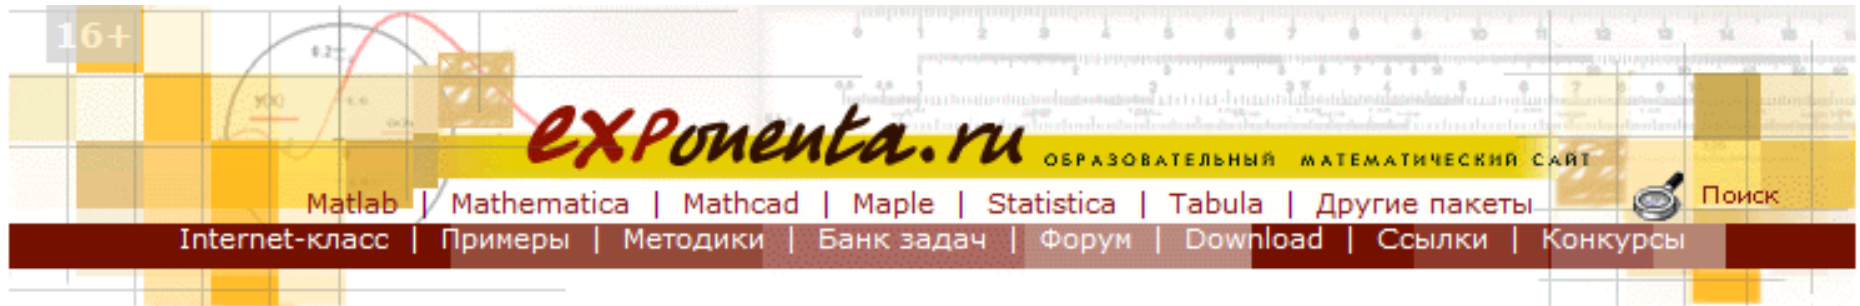 16+
exponenta.ru ОБРАЗОВАТЕЛЬНЫЙ МАТЕМАТИЧЕСКИЙ САЙТ
Matlab | Mathematica | Mathcad | Maple | Statistica | Tabula | Другие пакеты Поиск
Internet-класс | Примеры | Методики | Банк задач | Форум | Download | Ссылки | Конкурсы